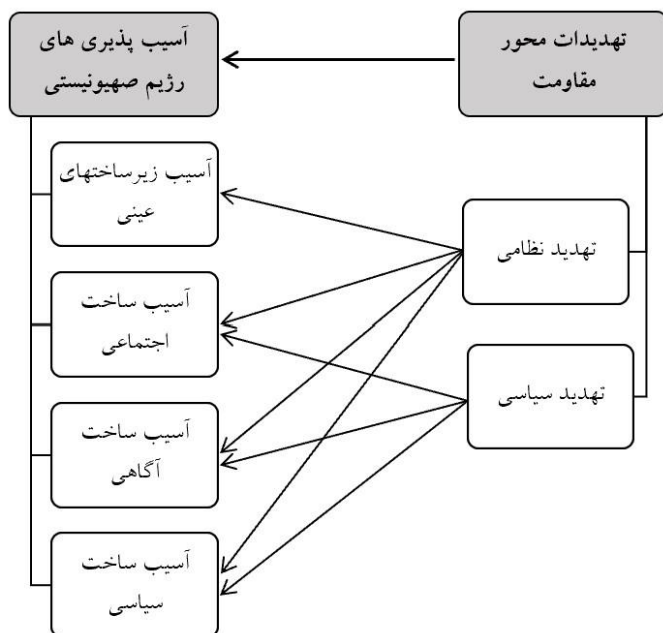 تهدیدات محور
مقاومت
آسیب پذیری های
رژیم صهیونیستی
تهدید نظامی
تهدید سیاسی
آسیب زیرساختهای
عینی
آسیب ساخت
اجتماعی
آسیب ساخت
آگاهی
آسیب ساخت
سیاسی